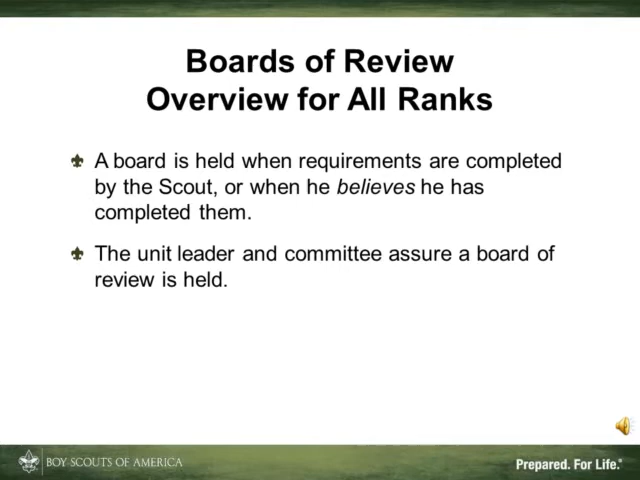 Boards of Review
Overview for All Ranks
A board is held when requirements are completed
by the Scout, or when he believes he has
completed them.
The unit leader and committee assure a board of
review is held.
BOY SCOUTS OF AMERICA
Prepared. For Life.®